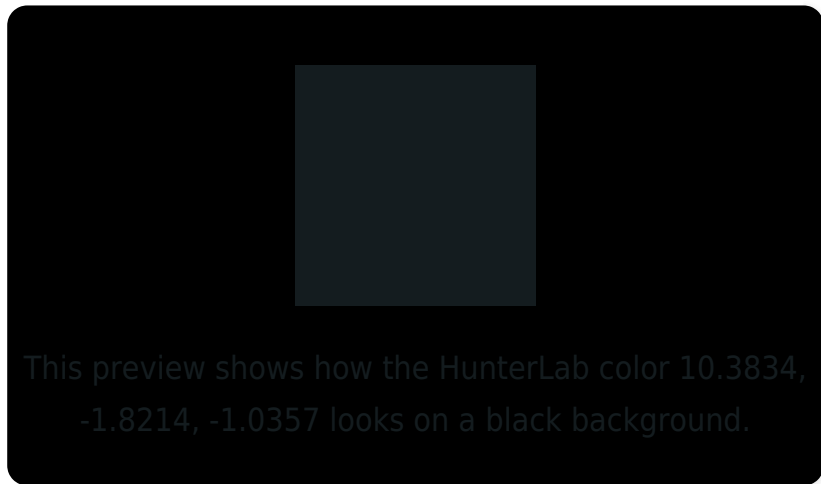 This preview shows how the HunterLab color 10.3834,
-1.8214, -1.0357 looks on a black background.